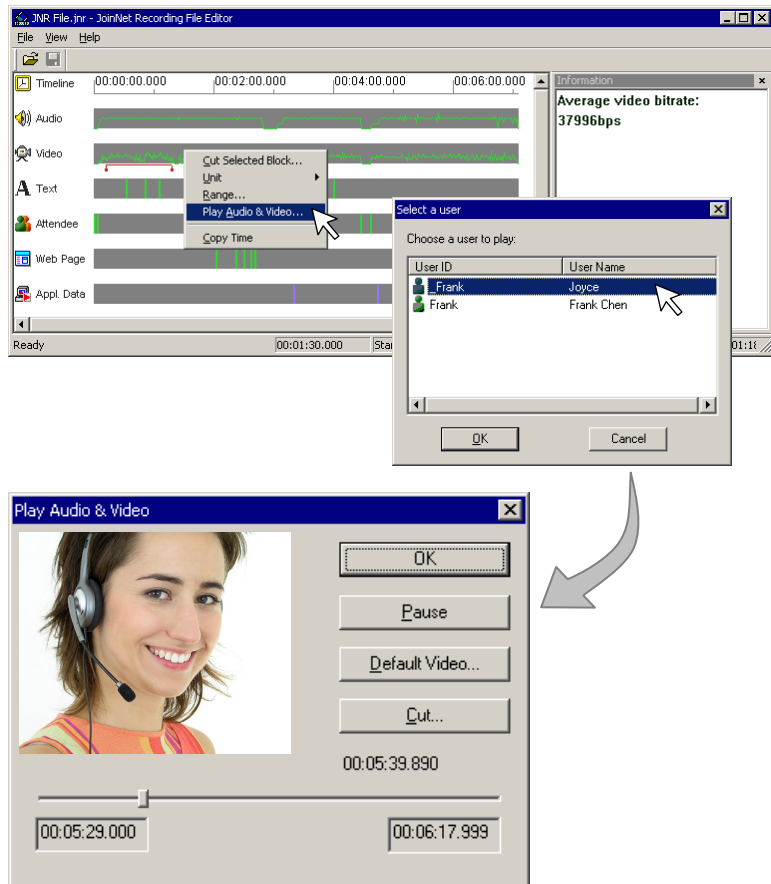 JNR File.jnr - JoinNet Recording File Editor
File View Help
Timeline 00:00:00.000 00:02:00.000 00:04:00.000 00:06:00.000
Audio
Video
Text
Attendee
Web Page
Appl. Data
Cut Selected Block...
Unit
Range...
Play Audio & Video...
Copy Time
Information
Average video bitrate:
37996bps
Ready 00:01:30.000
Select a user
Choose a user to play:
User ID User Name
_Frank Joyce
Frank Frank Chen
OK Cancel
Play Audio & Video
OK
Pause
Default Video...
Cut...
00:05:39.890
00:05:29.000 00:06:17.999